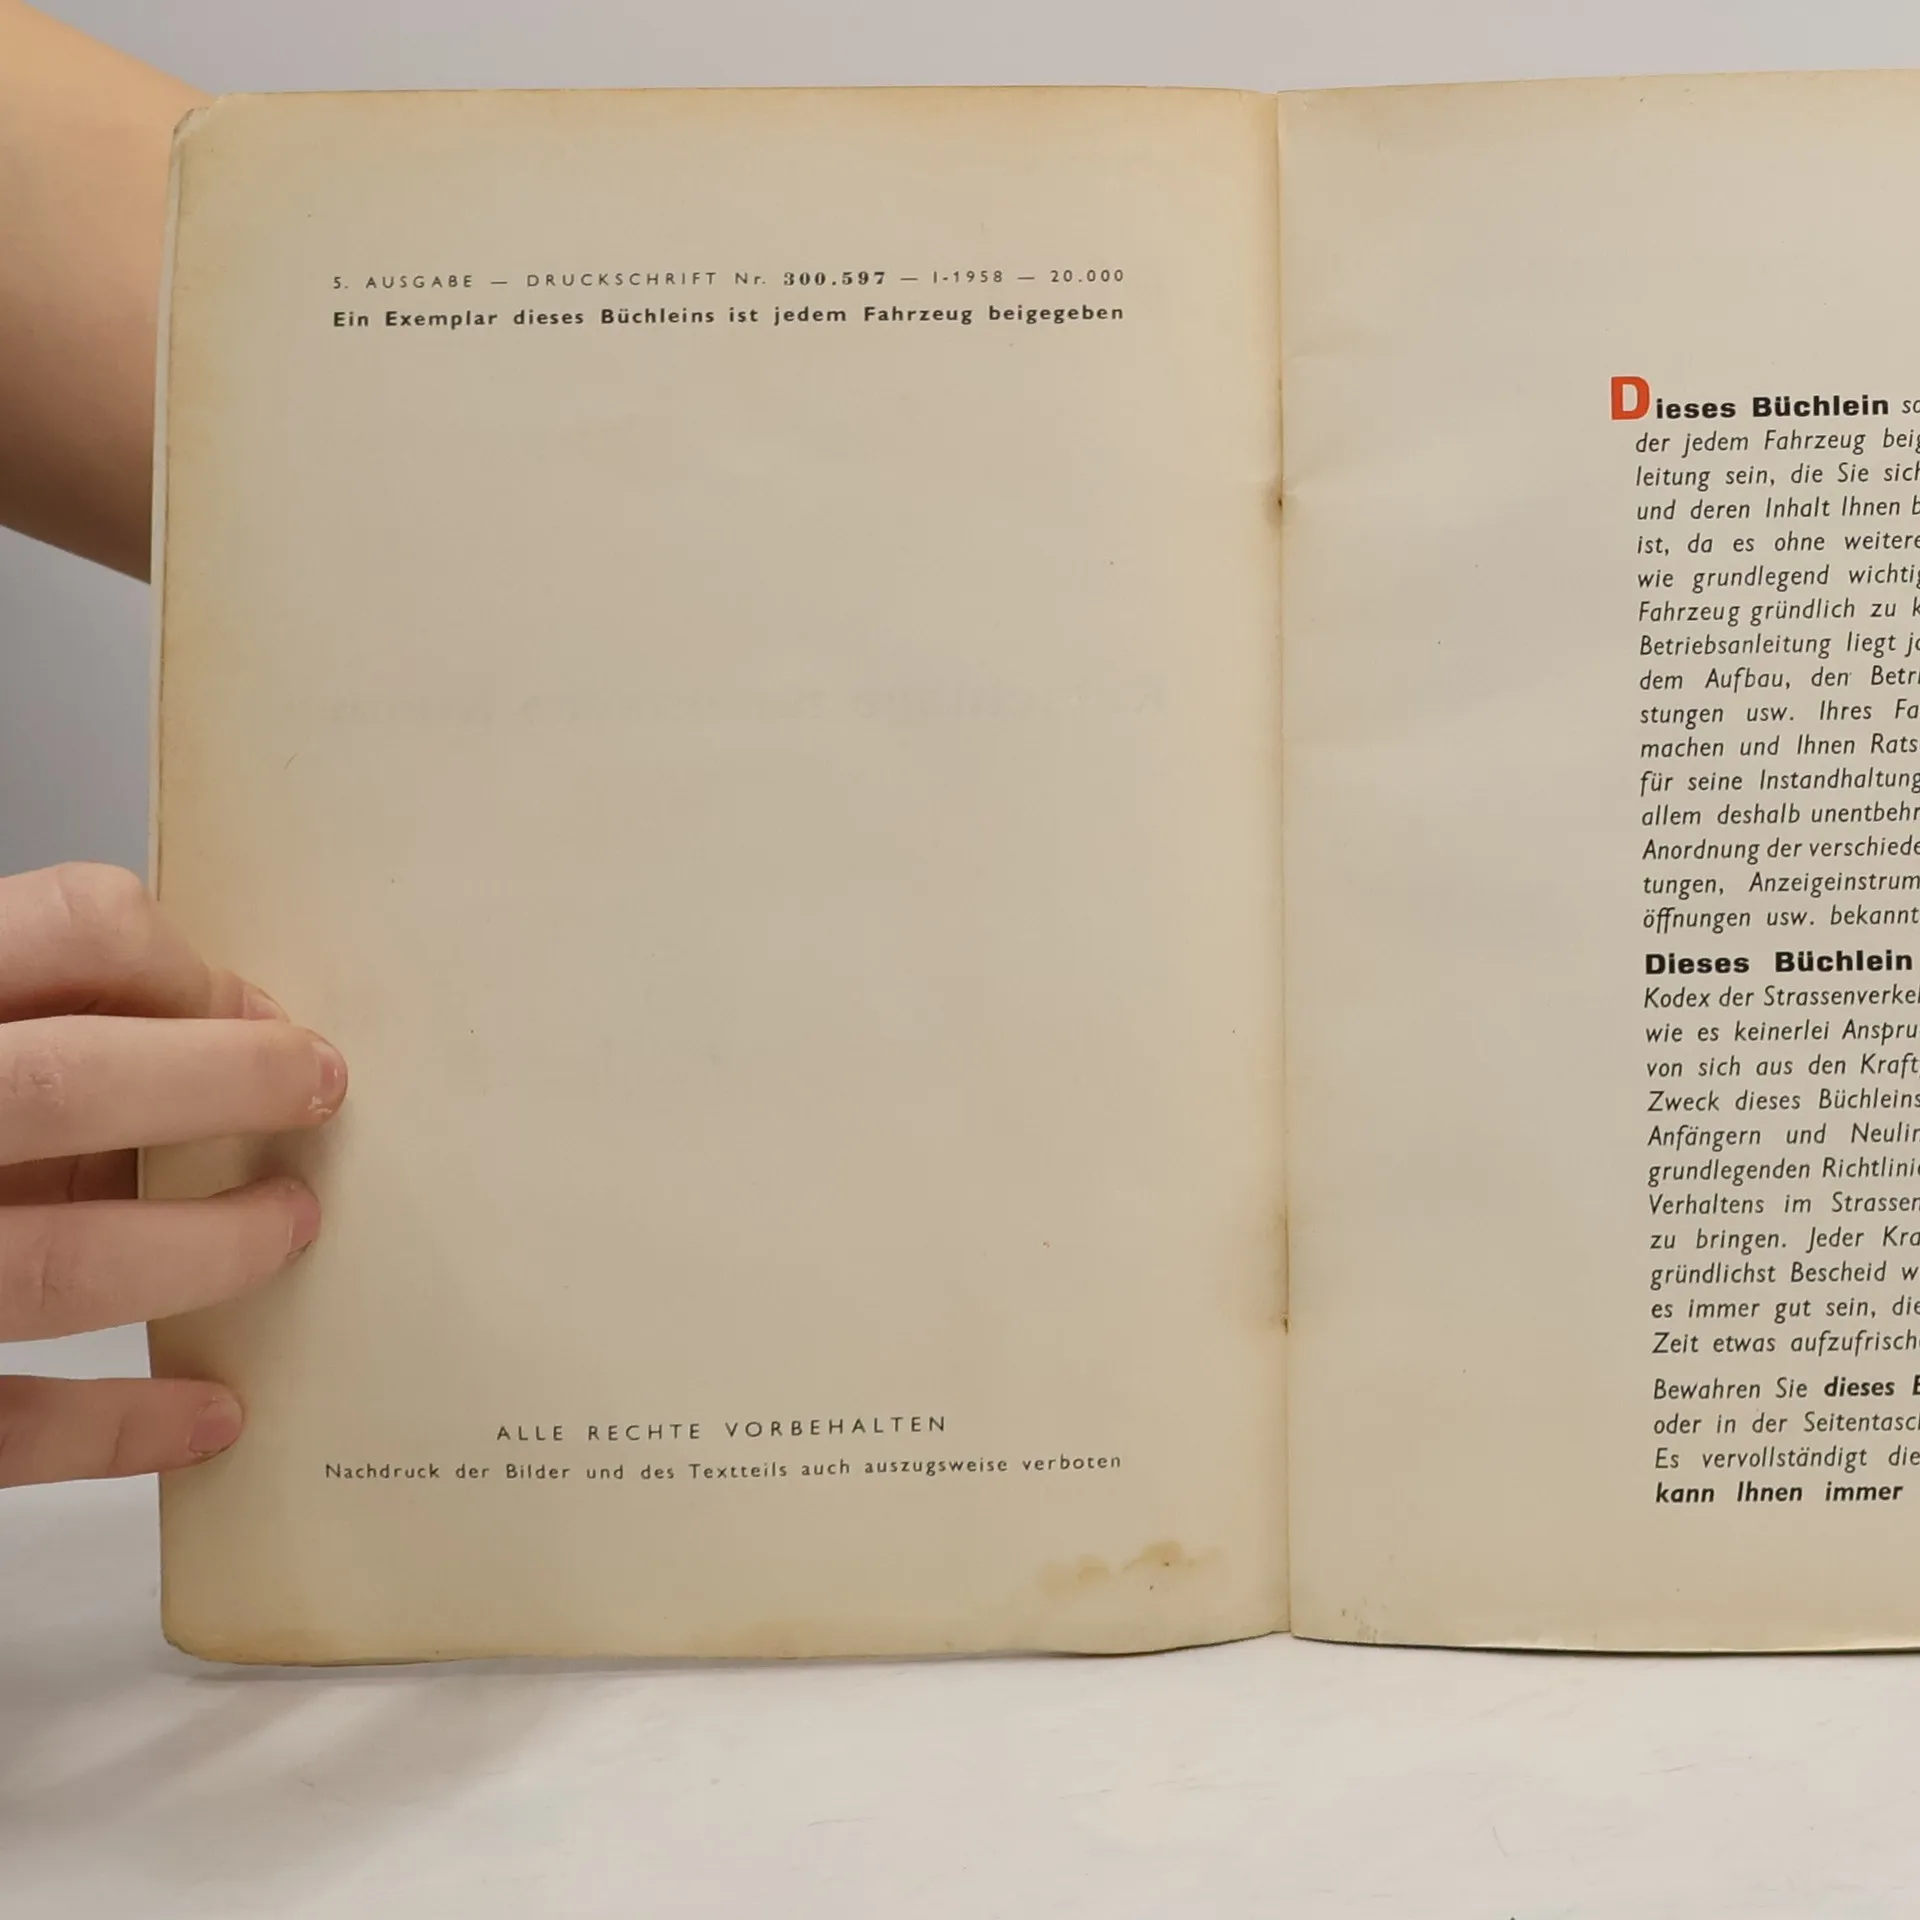 5. AUSGABE — DRUCKSCHRIFT Nr. 300.597 — I-1958 — 20.000
Ein Exemplar dieses Büchleins ist jedem Fahrzeug beigegeben
ALLE RECHTE VORBEHALTEN
Nachdruck der Bilder und des Textteils auch auszugsweise verboten
Dieses Büchlein
der jedem Fahrzeug
leitung sein, die Sie
und deren Inhalt Ihnen
ist, da es ohne
wie grundlegend
Fahrzeug gründlich zu
Betriebsanleitung liegt
dem Aufbau, den
stungen usw. Ihres
machen und Ihnen
für seine
allem deshalb
Anordnung der
tungen,
öffnungen usw.
Dieses Büchlein
Kodex der
wie es keinerlei
von sich aus den
Zweck dieses
Anfängern und
grundlegenden
Verhaltens im
zu bringen. Jeder
gründlichst Bescheid
es immer gut sein,
Zeit etwas
Bewahren Sie dieses
oder in der
Es vervollständigt
kann Ihnen immer